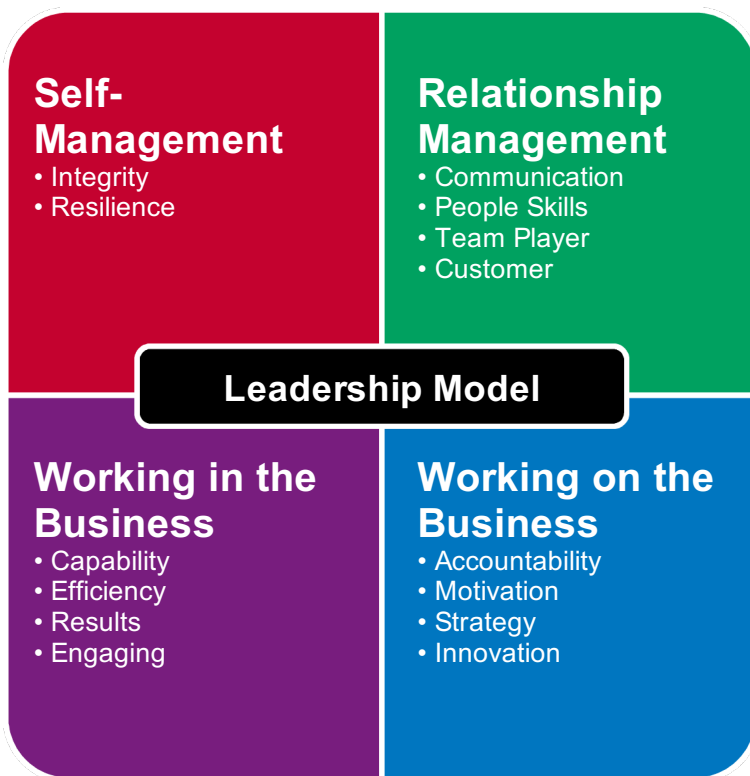 Self-
Management
• Integrity
• Resilience
Relationship
Management
• Communication
• People Skills
• Team Player
• Customer
Leadership Model
Working in the
Business
• Capability
• Efficiency
• Results
• Engaging
Working on the
Business
• Accountability
• Motivation
• Strategy
• Innovation